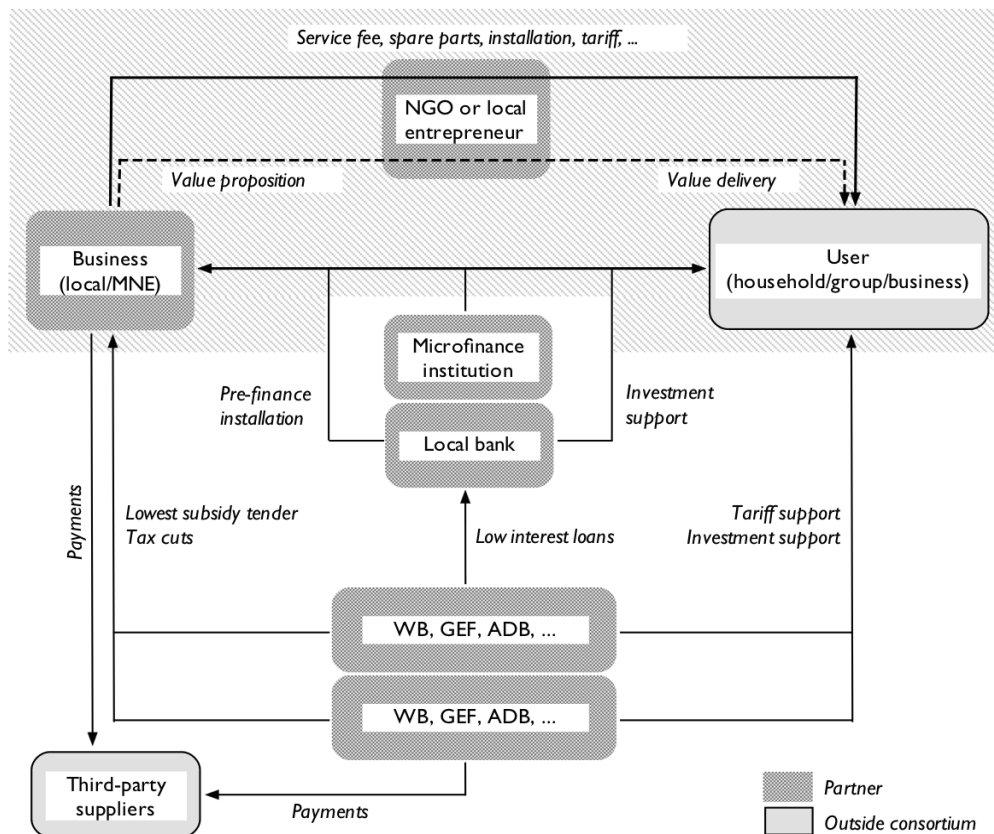 Service fee, spare parts, installation, tariff, ...
NGO or local
entrepreneur
Value proposition
Value delivery
Business
(local/MNE)
User
(household/group/business)
Microfinance
institution
Pre-finance
installation
Investment
support
Local bank
Payments
Lowest subsidy tender
Tax cuts
Low interest loans
Tariff support
Investment support
WB, GEF, ADB, ...
WB, GEF, ADB, ...
Third-party
suppliers
Payments
Partner
Outside consortium